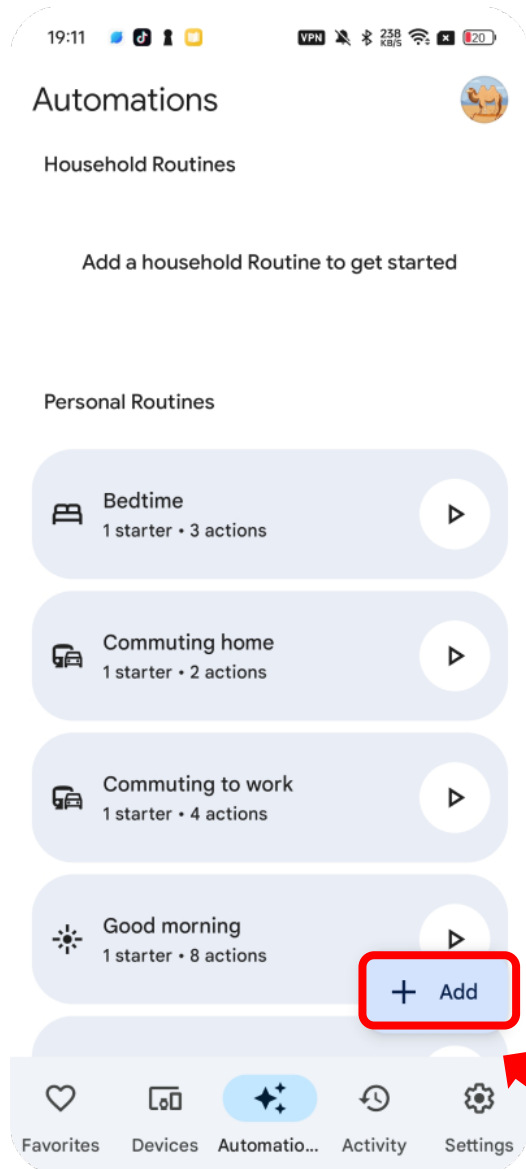 19:11
VPN 238 KB/S 20
Automations
Household Routines
Add a household Routine to get started
Personal Routines
Bedtime
1 starter • 3 actions
Commuting home
1 starter • 2 actions
Commuting to work
1 starter • 4 actions
Good morning
1 starter • 8 actions
+ Add
Favorites Devices Automatio... Activity Settings